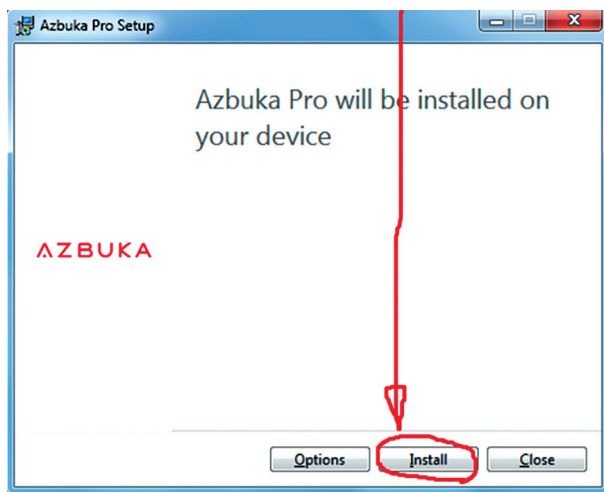 Azbuka Pro Setup
Azbuka Pro will be installed on
your device
AZBUKA
Options
Install
Close